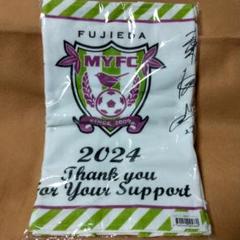 FUJIEDA
MYFC
SINCE 2009
2024
Thank you
For Your Support